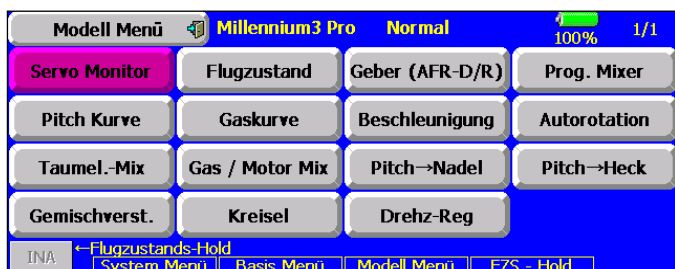 Modell Menü Millennium3 Pro Normal 100% 1/1
Servo Monitor Flugzustand Geber (AFR-D/R) Prog. Mixer
Pitch Kurve Gaskurve Beschleunigung Autorotation
Taumel.-Mix Gas / Motor Mix Pitch→Nadel Pitch→Heck
Gemischverst. Kreisel Drehz-Reg
INA ←Flugzustands-Hold
System Menü Basis Menü Modell Menü FZS - Hold